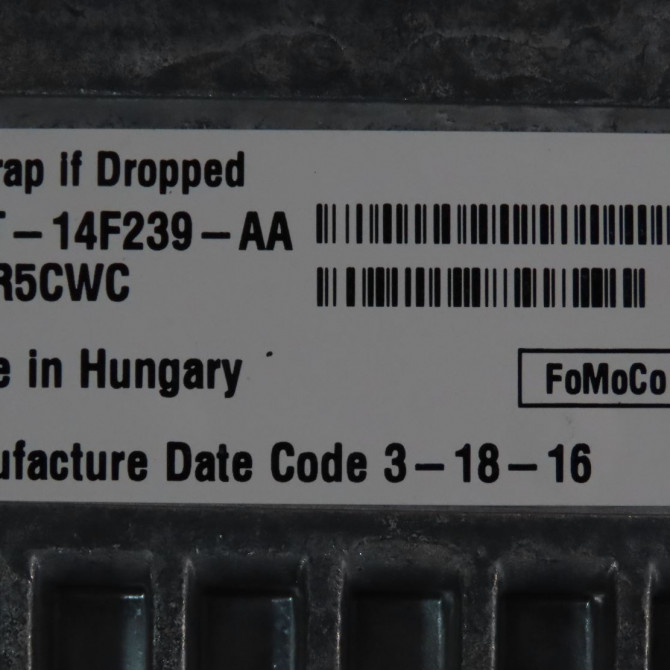 rap if Dropped
T-14F239-AA
R5CWC
e in Hungary
FoMoCo
ufacture Date Code 3-18-16